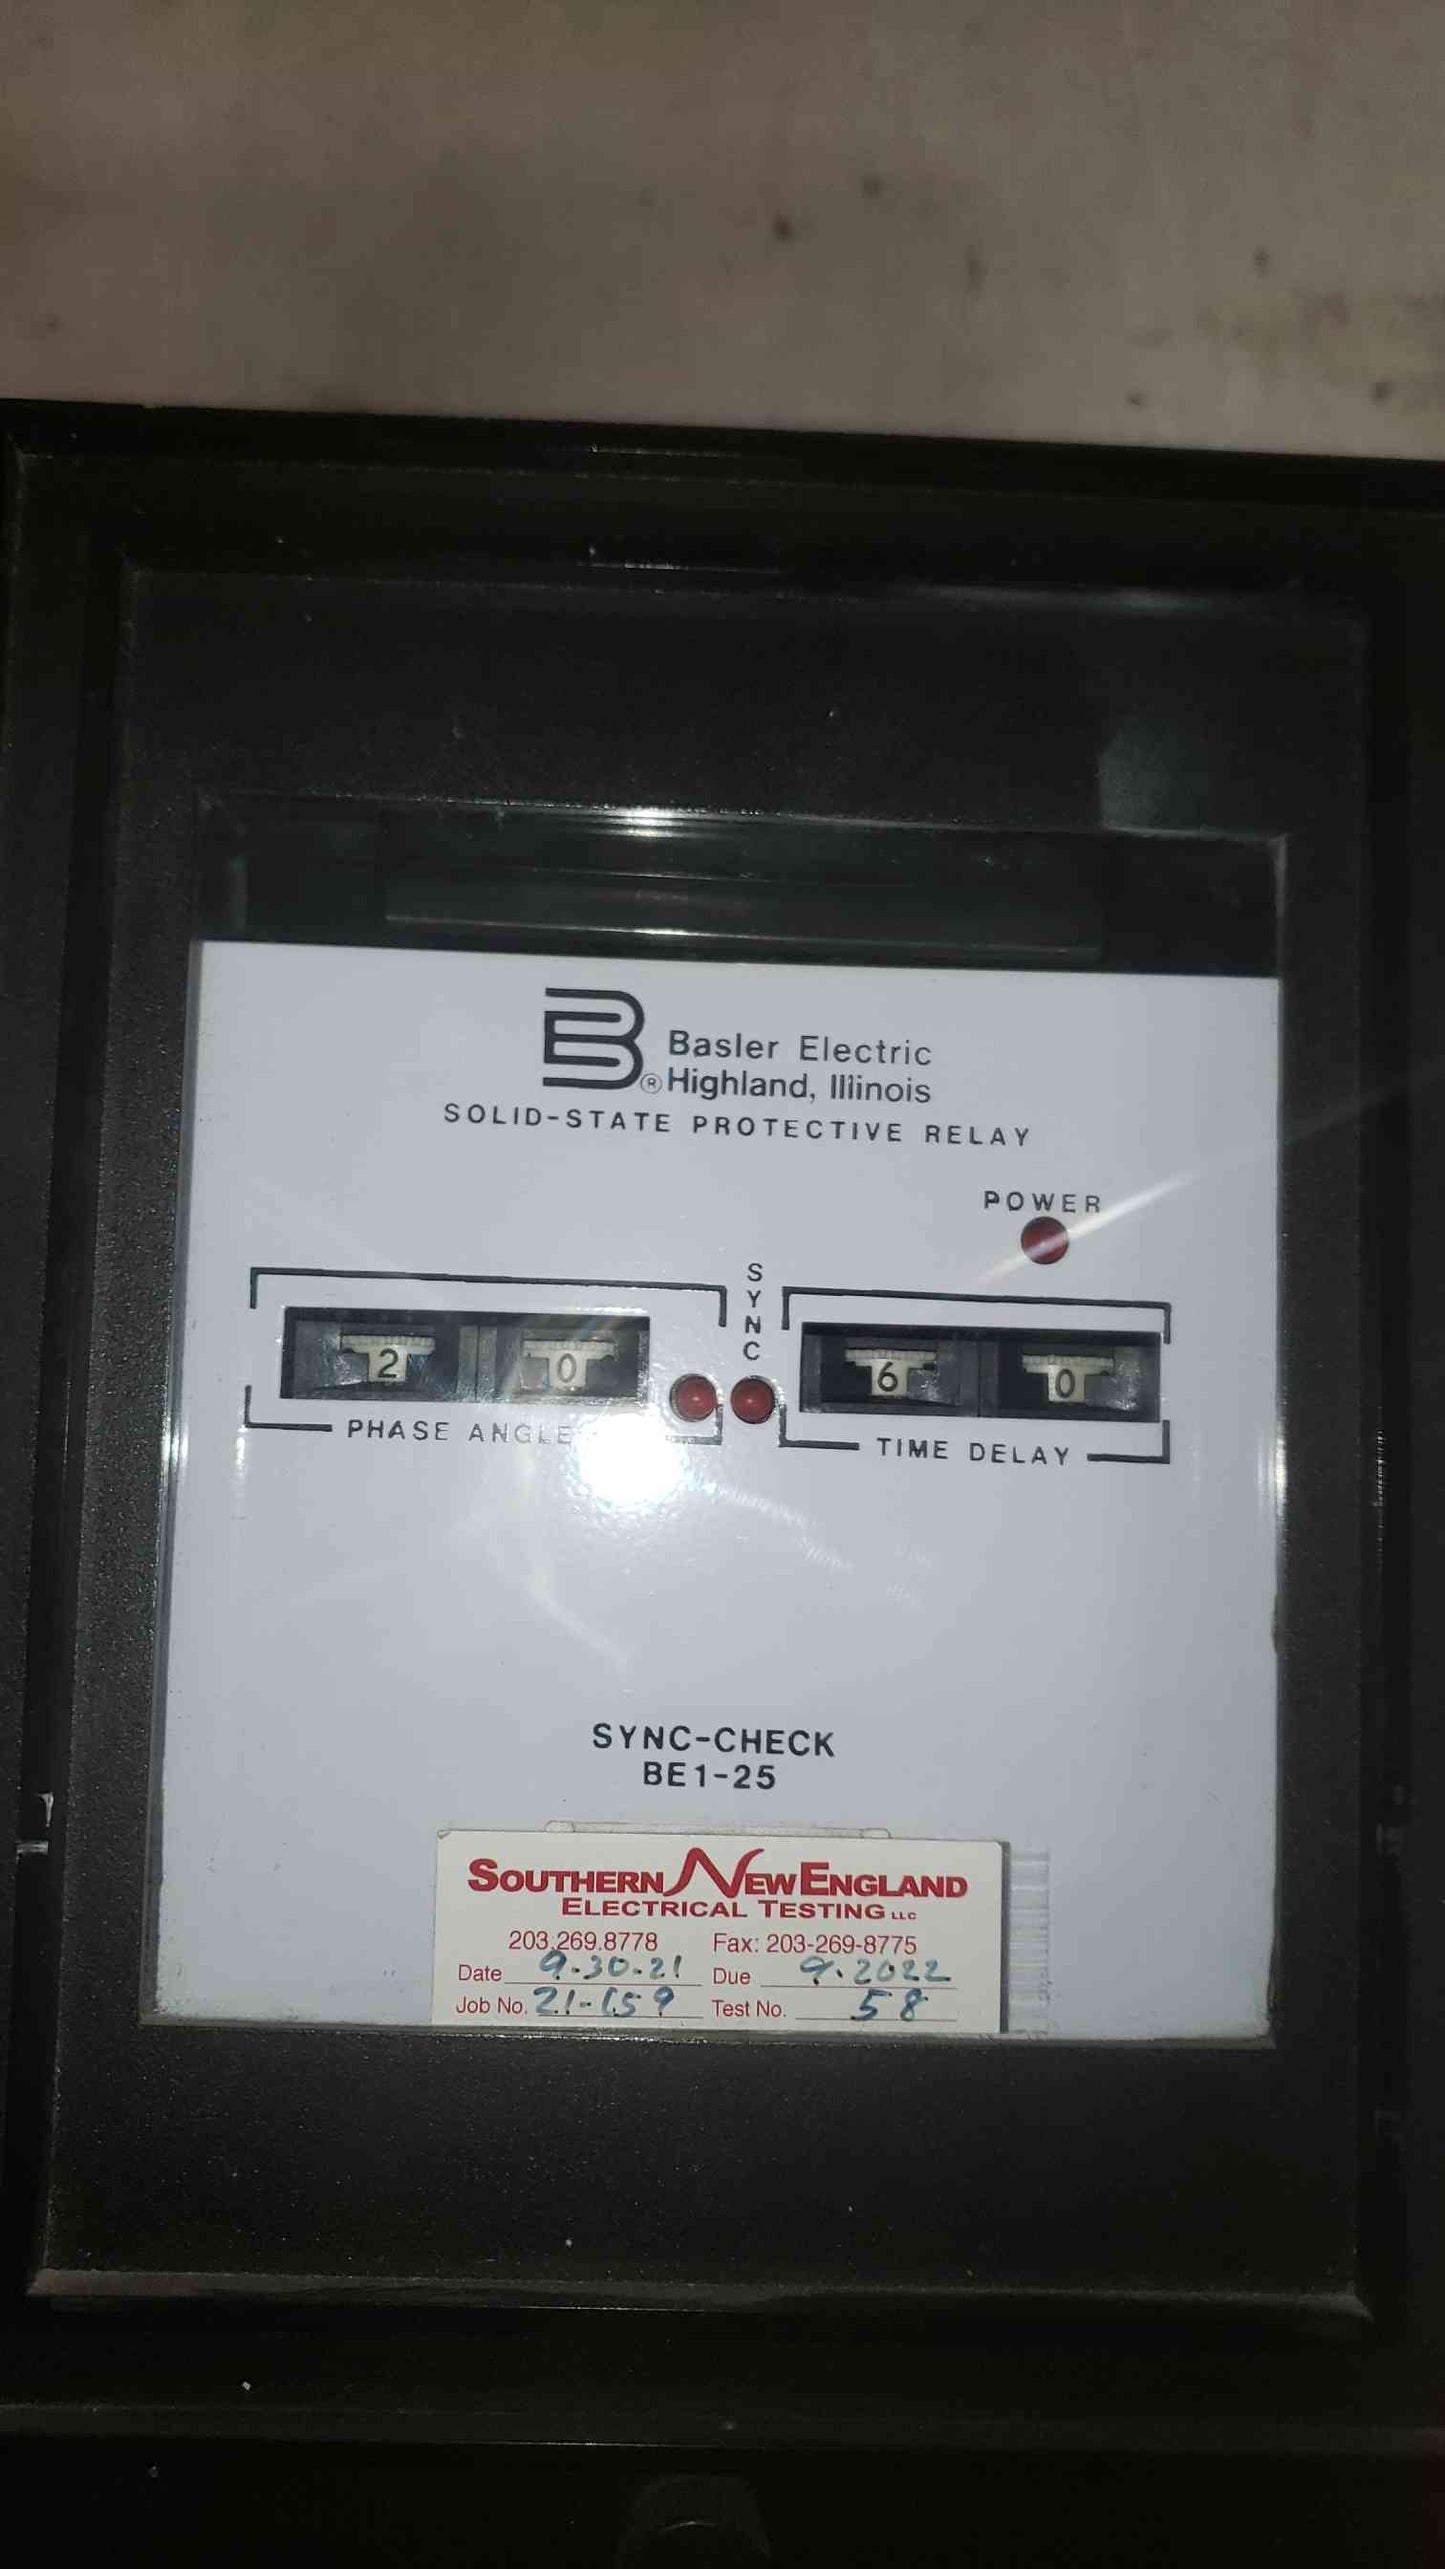 Basler Electric
® Highland, Illinois
SOLID-STATE PROTECTIVE RELAY
POWER
SYNC
2 0
6 0
PHASE ANGLE
TIME DELAY
SYNC-CHECK
BE1-25
SOUTHERN NEW ENGLAND
ELECTRICAL TESTING LLC
203.269.8778 Fax: 203-269-8775
Date 9-30-21 Due 9-2022
Job No. 21-159 Test No. 58